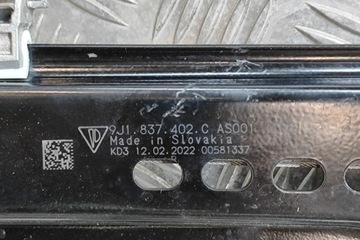 9J1.837.402.C AS001
Made in Slovakia
KD3 12.02.2022 00581337